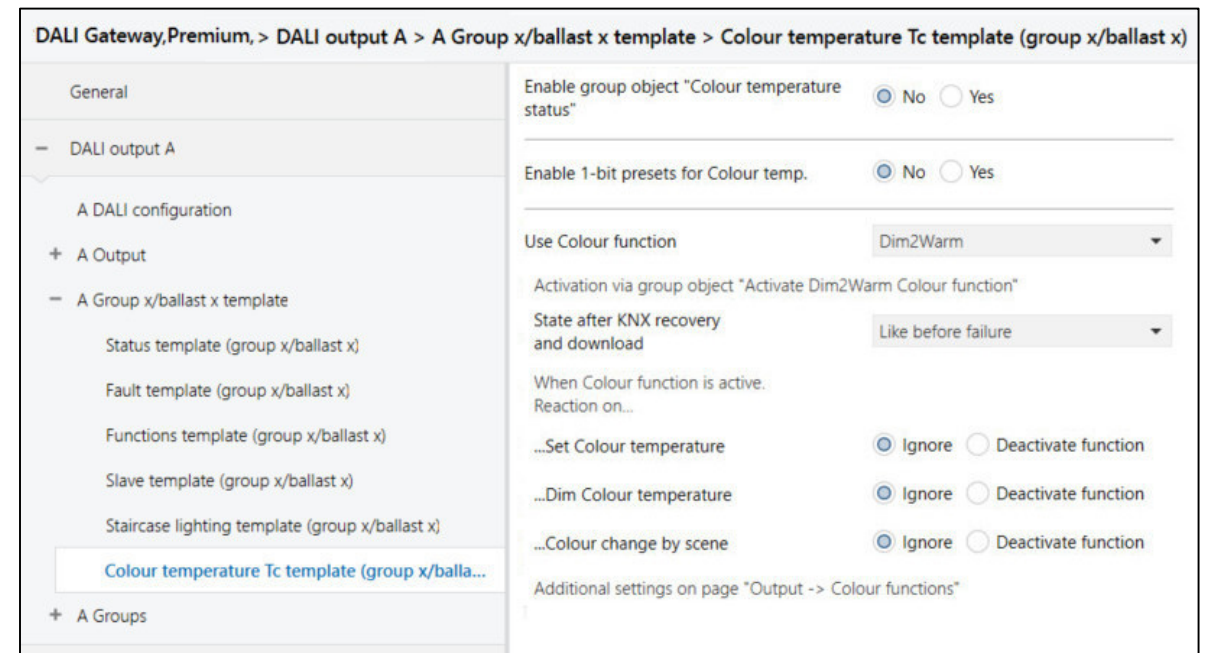 DALI Gateway,Premium, > DALI output A > A Group x/ballast x template > Colour temperature Tc template (group x/ballast x)
General
− DALI output A
A DALI configuration
+ A Output
− A Group x/ballast x template
Status template (group x/ballast x)
Fault template (group x/ballast x)
Functions template (group x/ballast x)
Slave template (group x/ballast x)
Staircase lighting template (group x/ballast x)
Colour temperature Tc template (group x/balla...
+ A Groups
Enable group object "Colour temperature
status"
No Yes
Enable 1-bit presets for Colour temp. No Yes
Use Colour function Dim2Warm
Activation via group object "Activate Dim2Warm Colour function"
State after KNX recovery
and download
Like before failure
When Colour function is active.
Reaction on...
...Set Colour temperature Ignore Deactivate function
...Dim Colour temperature Ignore Deactivate function
...Colour change by scene Ignore Deactivate function
Additional settings on page "Output -> Colour functions"